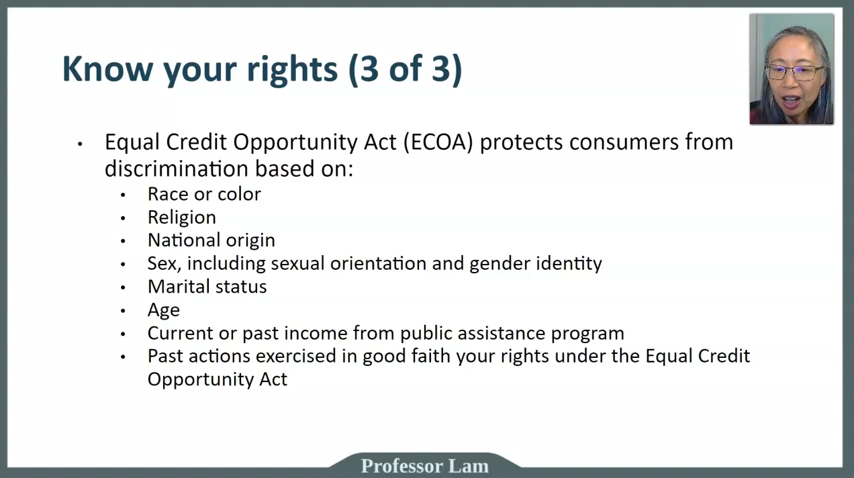 Know your rights (3 of 3)
Equal Credit Opportunity Act (ECOA) protects consumers from
discrimination based on:
Race or color
Religion
National origin
Sex, including sexual orientation and gender identity
Marital status
Age
Current or past income from public assistance program
Past actions exercised in good faith your rights under the Equal Credit
Opportunity Act
Professor Lam